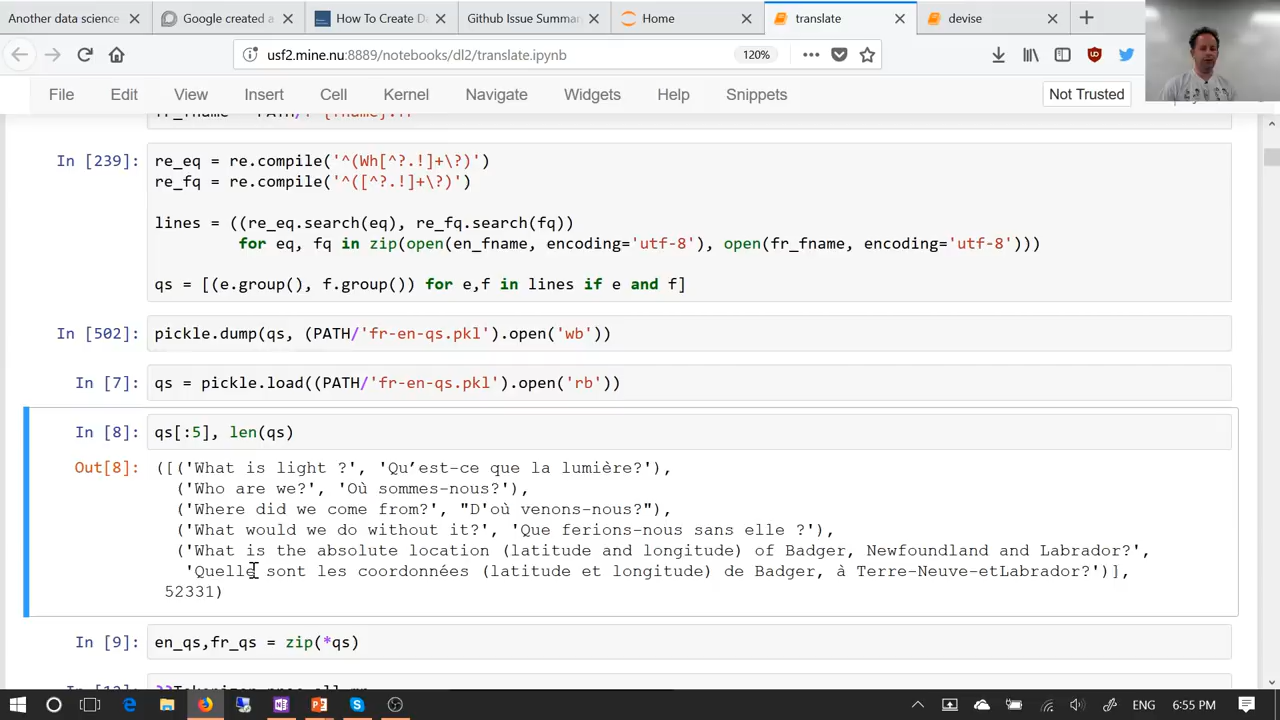 Another data science
Google created a
How To Create D
Github Issue Summa
Home
translate
devise
usf2.mine.nu:8889/notebooks/dl2/translate.ipynb
120%
File Edit View Insert Cell Kernel Navigate Widgets Help Snippets
Not Trusted
In [239]:
re_eq = re.compile('^(Wh[^?.!]+\?)')
re_fq = re.compile('^([^?.!]+\?)')
lines = ((re_eq.search(eq), re_fq.search(fq))
for eq, fq in zip(open(en_fname, encoding='utf-8'), open(fr_fname, encoding='utf-8')))
qs = [(e.group(), f.group()) for e,f in lines if e and f]
In [502]:
pickle.dump(qs, (PATH/'fr-en-qs.pkl').open('wb'))
In [7]:
qs = pickle.load((PATH/'fr-en-qs.pkl').open('rb'))
In [8]:
qs[:5], len(qs)
Out[8]:
([('What is light ?', 'Qu’est-ce que la lumière?'),
('Who are we?', 'Où sommes-nous?'),
('Where did we come from?', "D'où venons-nous?"),
('What would we do without it?', 'Que ferions-nous sans elle ?'),
('What is the absolute location (latitude and longitude) of Badger, Newfoundland and Labrador?',
'Quelle sont les coordonnées (latitude et longitude) de Badger, à Terre-Neuve-etLabrador?')],
52331)
In [9]:
en_qs,fr_qs = zip(*qs)
ENG
6:55 PM